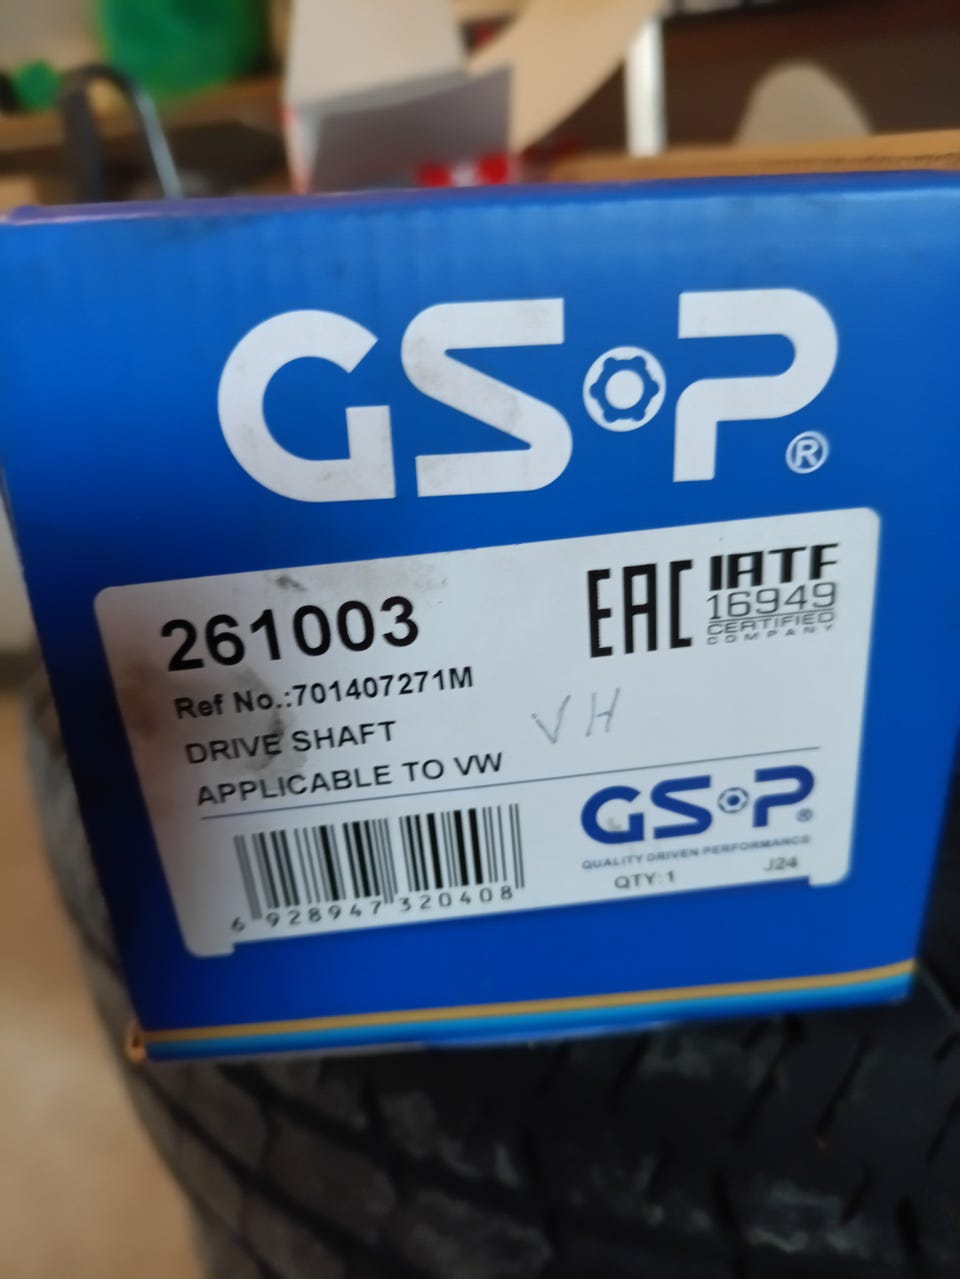 GSP®
261003
EAC
IATF
16949
CERTIFIED
COMPANY
Ref No.:701407271M
DRIVE SHAFT
VH
APPLICABLE TO VW
GSP®
QUALITY DRIVEN PERFORMANCE
QTY:1
J24
6 928947 320408